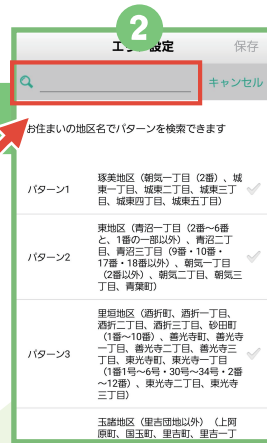 2
エリア設定
保存
キャンセル
お住まいの地区名でパターンを検索できます
パターン1
琢美地区（朝気一丁目（2番）、城
東一丁目、城東二丁目、城東三丁
目、城東四丁目、城東五丁目）
パターン2
東地区（青沼一丁目（2番～6番
と、1番の一部以外）、青沼二丁
目、青沼三丁目（9番・10番・
17番・18番以外）、朝気一丁目
（2番以外）、朝気二丁目、朝気三
丁目、青葉町）
パターン3
里垣地区（酒折町、酒折一丁目、
酒折二丁目、酒折三丁目、砂田町
（1番～10番）、善光寺町、善光寺
一丁目、善光寺二丁目、善光寺三
丁目、東光寺町、東光寺一丁目
（1番1号～6号・30号～34号・2番
～12番）、東光寺二丁目、東光寺
三丁目）
玉諸地区（里吉団地以外）（上阿
原町、国玉町、里吉町、里吉一丁